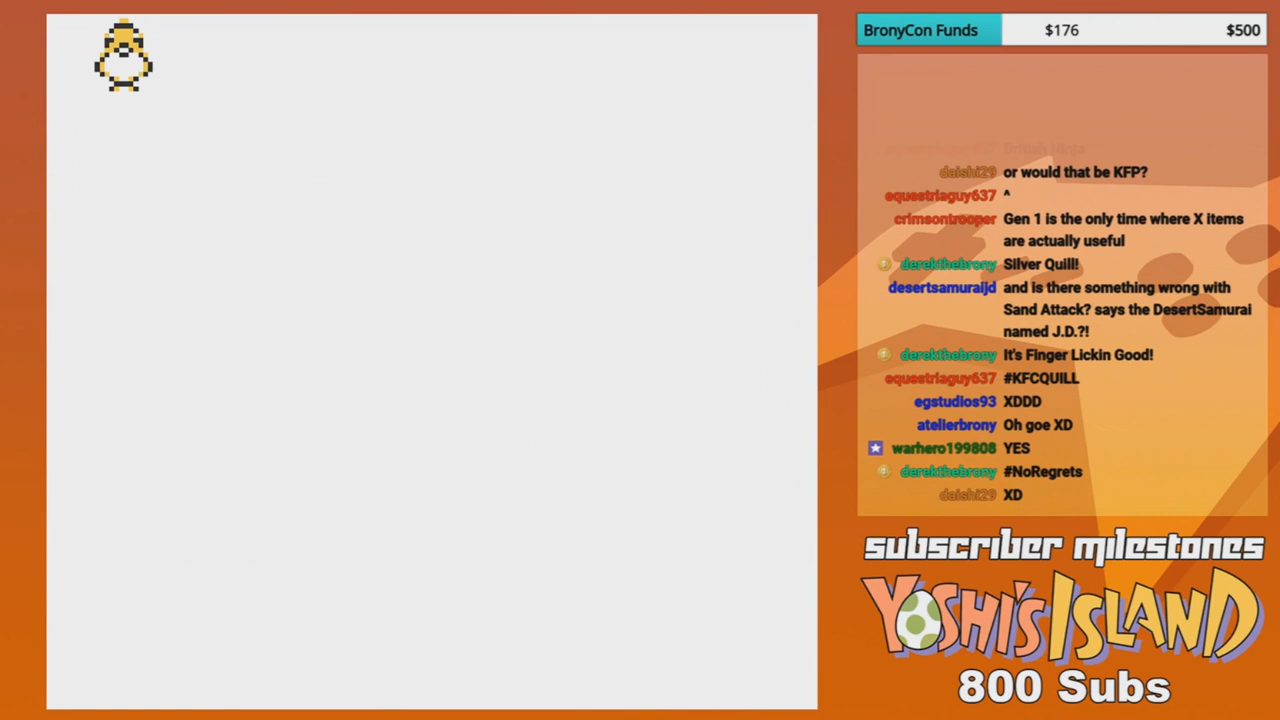 BronyCon Funds $176 $500
daishi29 or would that be KFP?
equestriaguy637 ^
crimsontrooper Gen 1 is the only time where X items
are actually useful
derekthebrony Silver Quill!
desertsamuraijd and is there something wrong with
Sand Attack? says the DesertSamurai
named J.D.?!
derekthebrony It's Finger Lickin Good!
equestriaguy637 #KFCQUILL
egstudios93 XDDD
atelierbrony Oh goe XD
warhero199808 YES
derekthebrony #NoRegrets
daishi29 XD
subscriber milestones
YOSHI'S ISLAND
800 Subs